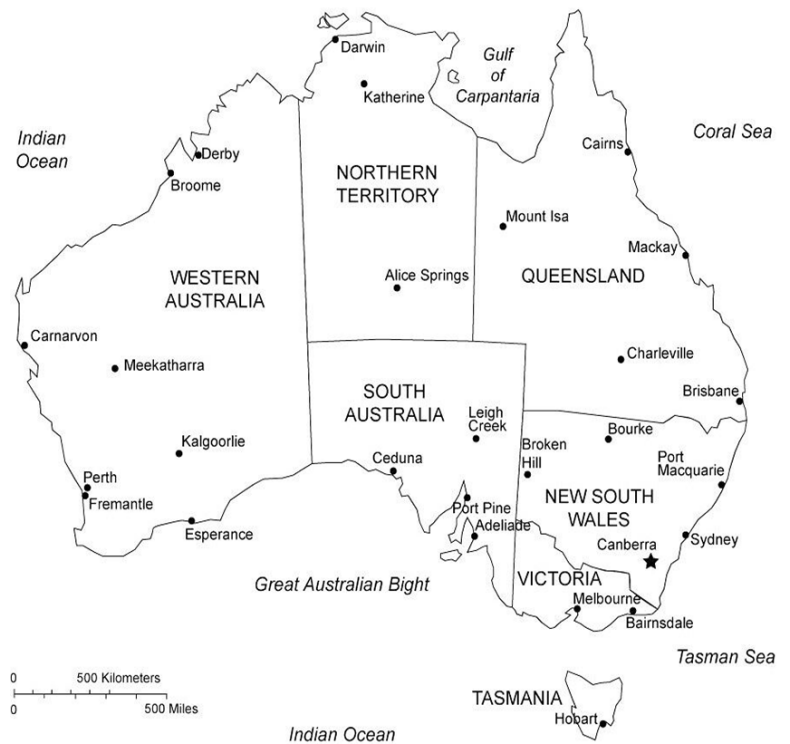 Darwin
Gulf
of
Carpantaria
Katherine
Indian
Ocean
Coral Sea
Cairns
Derby
Broome
NORTHERN
TERRITORY
Mount Isa
Mackay
WESTERN
AUSTRALIA
Alice Springs
QUEENSLAND
Carnarvon
Meekatharra
Charleville
SOUTH
AUSTRALIA
Brisbane
Leigh
Creek
Kalgoorlie
Ceduna
Broken
Hill
Bourke
Port
Macquarie
Perth
Fremantle
Port Pine
NEW SOUTH
WALES
Esperance
Adeliade
Canberra
Sydney
Great Australian Bight
VICTORIA
Melbourne
Bairnsdale
Tasman Sea
0 500 Kilometers
0 500 Miles
TASMANIA
Hobart
Indian Ocean